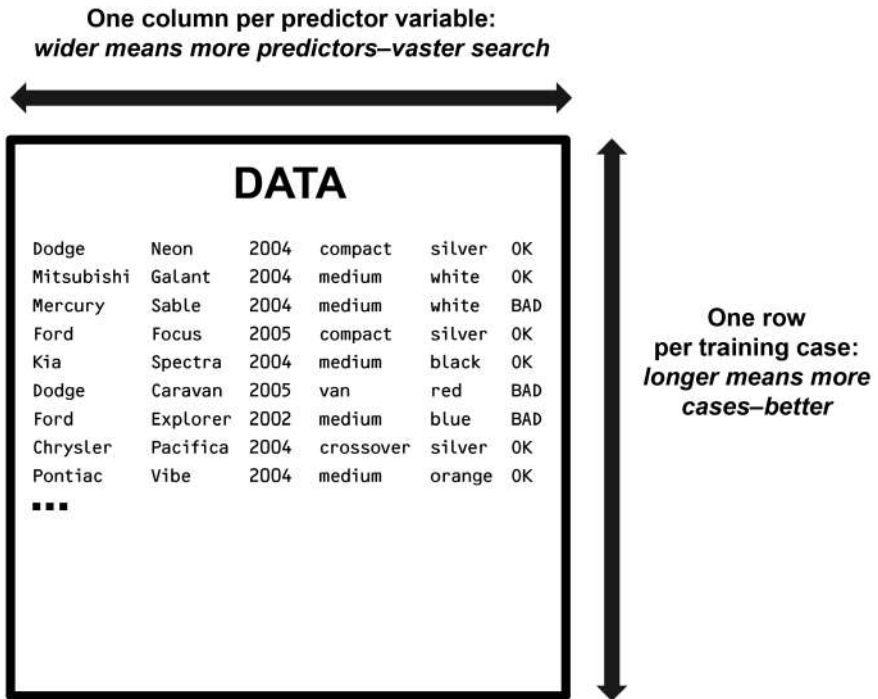 One column per predictor variable:
wider means more predictors–vaster search
DATA
Dodge Neon 2004 compact silver OK
Mitsubishi Galant 2004 medium white OK
Mercury Sable 2004 medium white BAD
Ford Focus 2005 compact silver OK
Kia Spectra 2004 medium black OK
Dodge Caravan 2005 van red BAD
Ford Explorer 2002 medium blue BAD
Chrysler Pacifica 2004 crossover silver OK
Pontiac Vibe 2004 medium orange OK
...
One row
per training case:
longer means more
cases–better